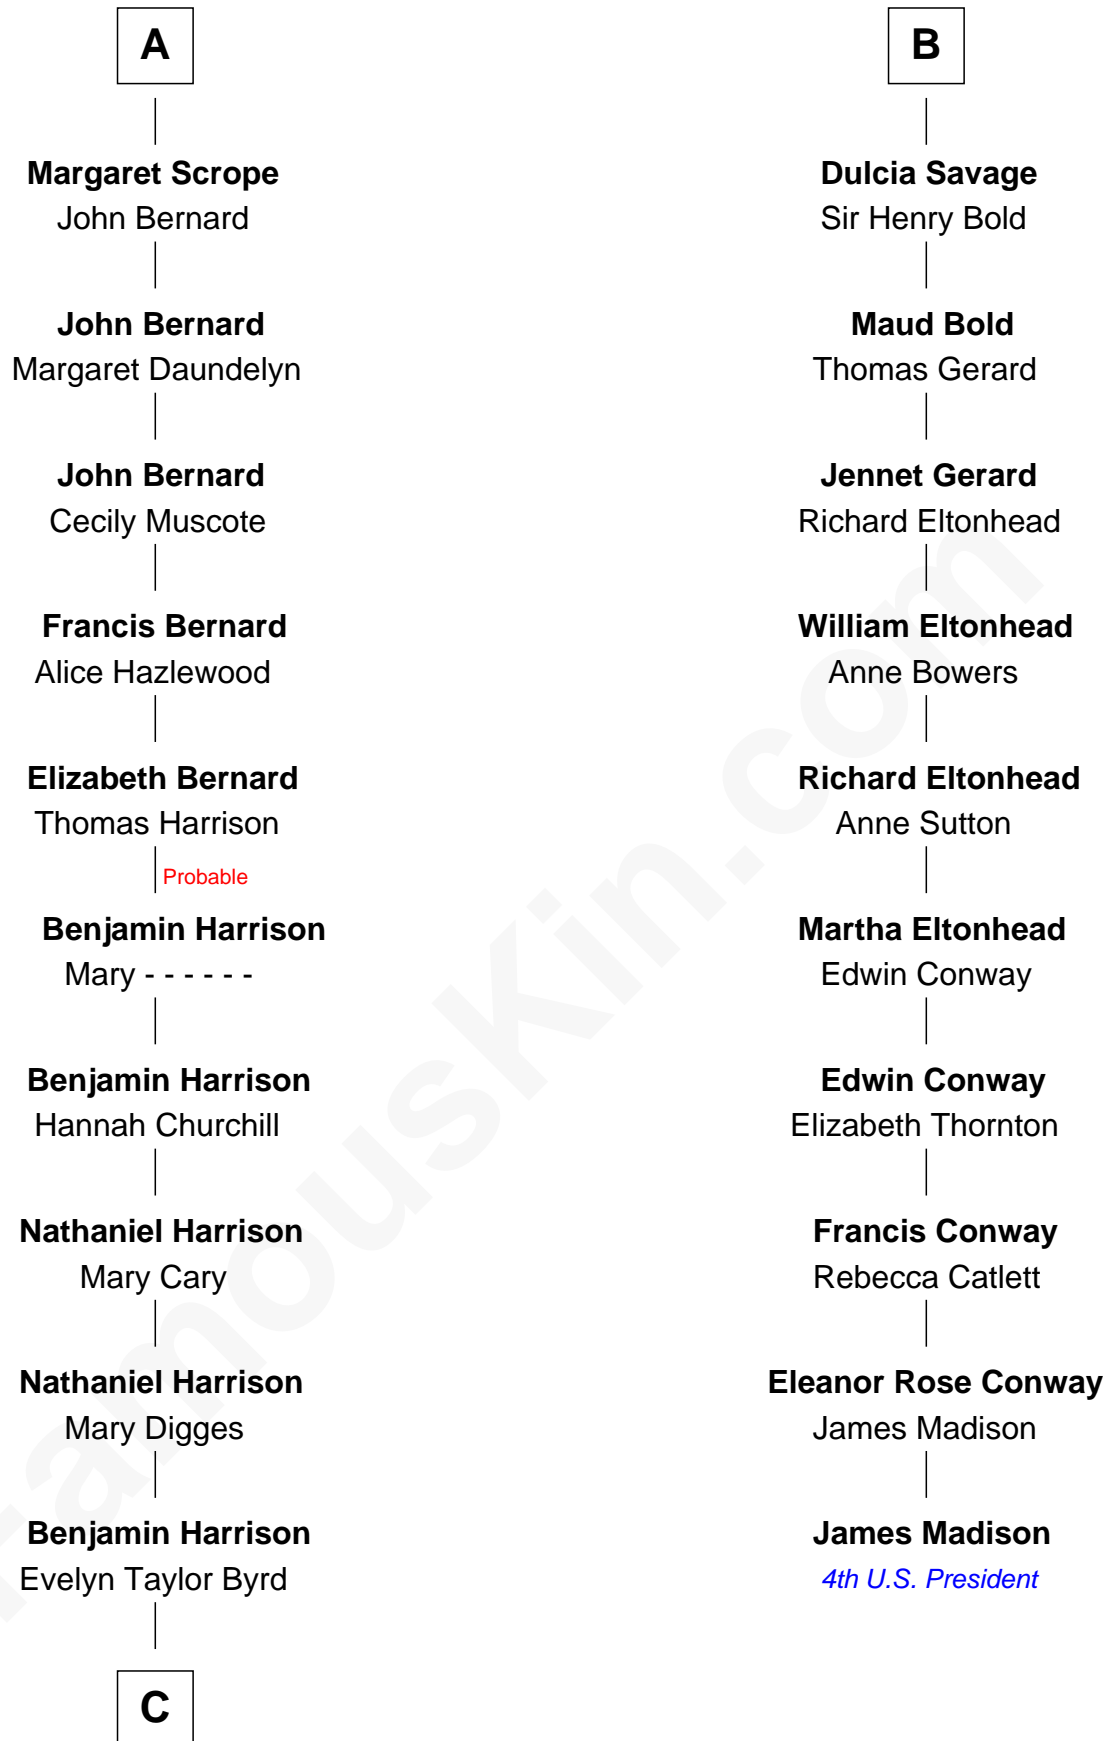 A
Margaret Scrope
John Bernard
John Bernard
Margaret Daundelyn
John Bernard
Cecily Muscote
Francis Bernard
Alice Hazlewood
Elizabeth Bernard
Thomas Harrison
Probable
Benjamin Harrison
Mary - - - - - -
Benjamin Harrison
Hannah Churchill
Nathaniel Harrison
Mary Cary
Nathaniel Harrison
Mary Digges
Benjamin Harrison
Evelyn Taylor Byrd
C
B
Dulcia Savage
Sir Henry Bold
Maud Bold
Thomas Gerard
Jennet Gerard
Richard Eltonhead
William Eltonhead
Anne Bowers
Richard Eltonhead
Anne Sutton
Martha Eltonhead
Edwin Conway
Edwin Conway
Elizabeth Thornton
Francis Conway
Rebecca Catlett
Eleanor Rose Conway
James Madison
James Madison
4th U.S. President
FamousKin.com